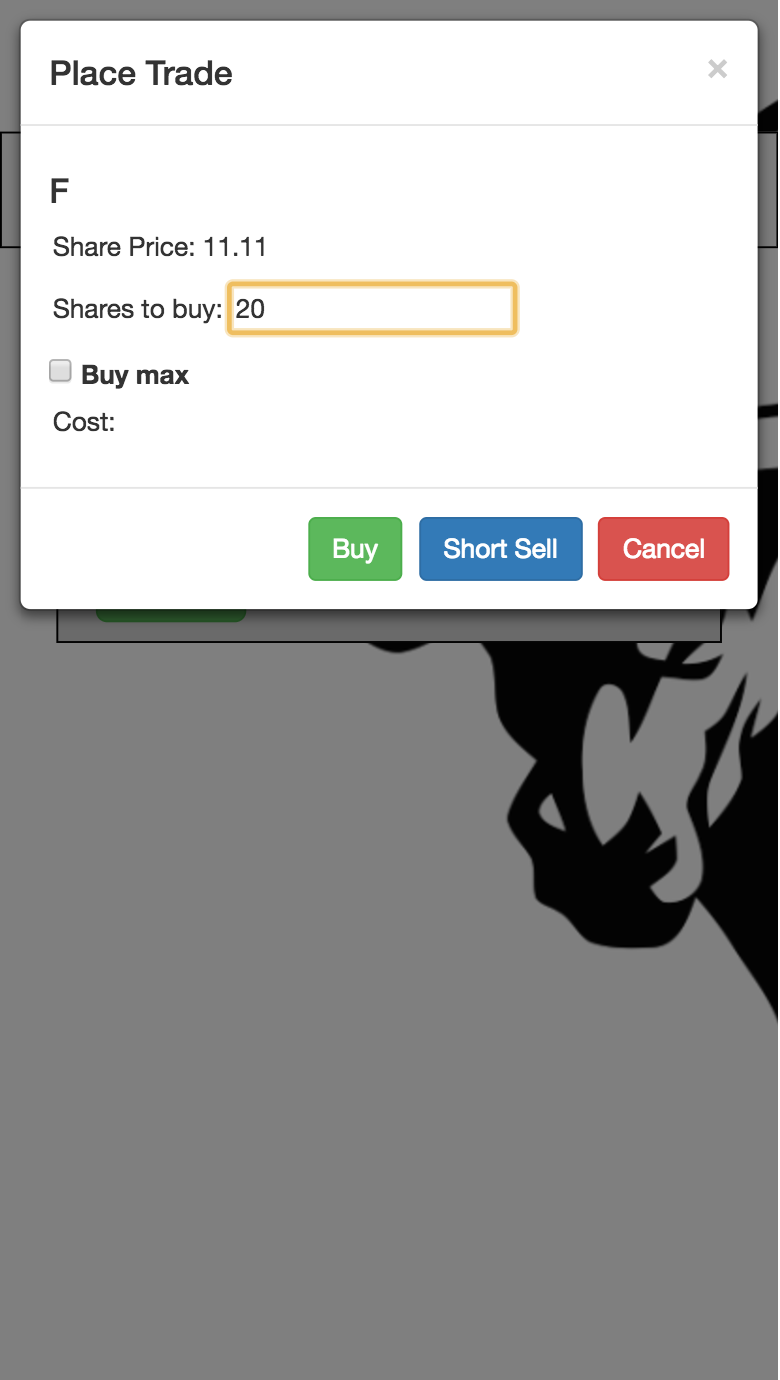 Place Trade ×
F
Share Price: 11.11
Shares to buy: 20
Buy max
Cost:
Buy Short Sell Cancel